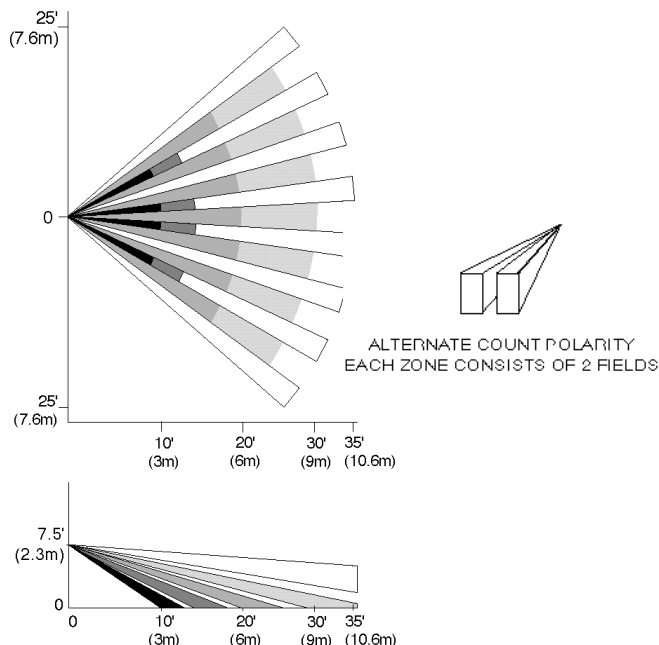 25'
(7.6m)
0
25'
(7.6m)
10' 20' 30' 35'
(3m) (6m) (9m) (10.6m)
ALTERNATE COUNT POLARITY
EACH ZONE CONSISTS OF 2 FIELDS
7.5'
(2.3m)
0
0 10' 20' 30' 35'
(3m) (6m) (9m) (10.6m)